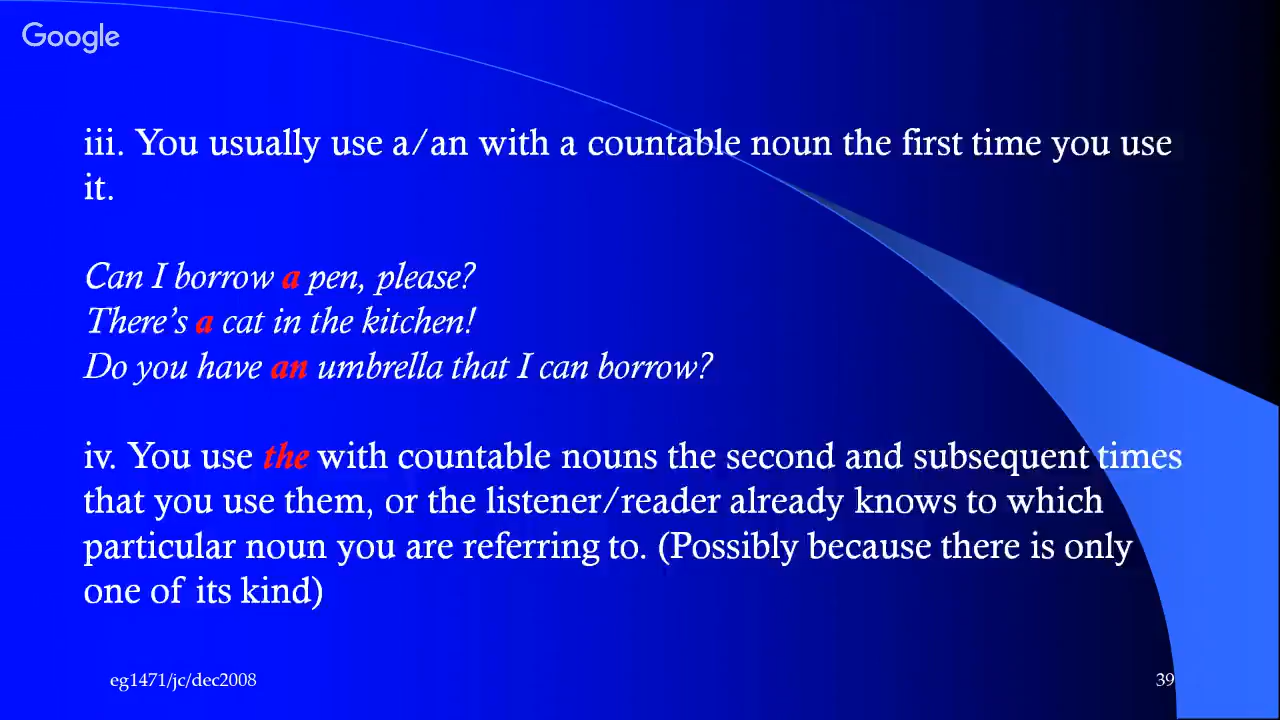 Google
iii. You usually use a/an with a countable noun the first time you use
it.
Can I borrow a pen, please?
There’s a cat in the kitchen!
Do you have an umbrella that I can borrow?
iv. You use the with countable nouns the second and subsequent times
that you use them, or the listener/reader already knows to which
particular noun you are referring to. (Possibly because there is only
one of its kind)
eg1471/jc/dec2008
39